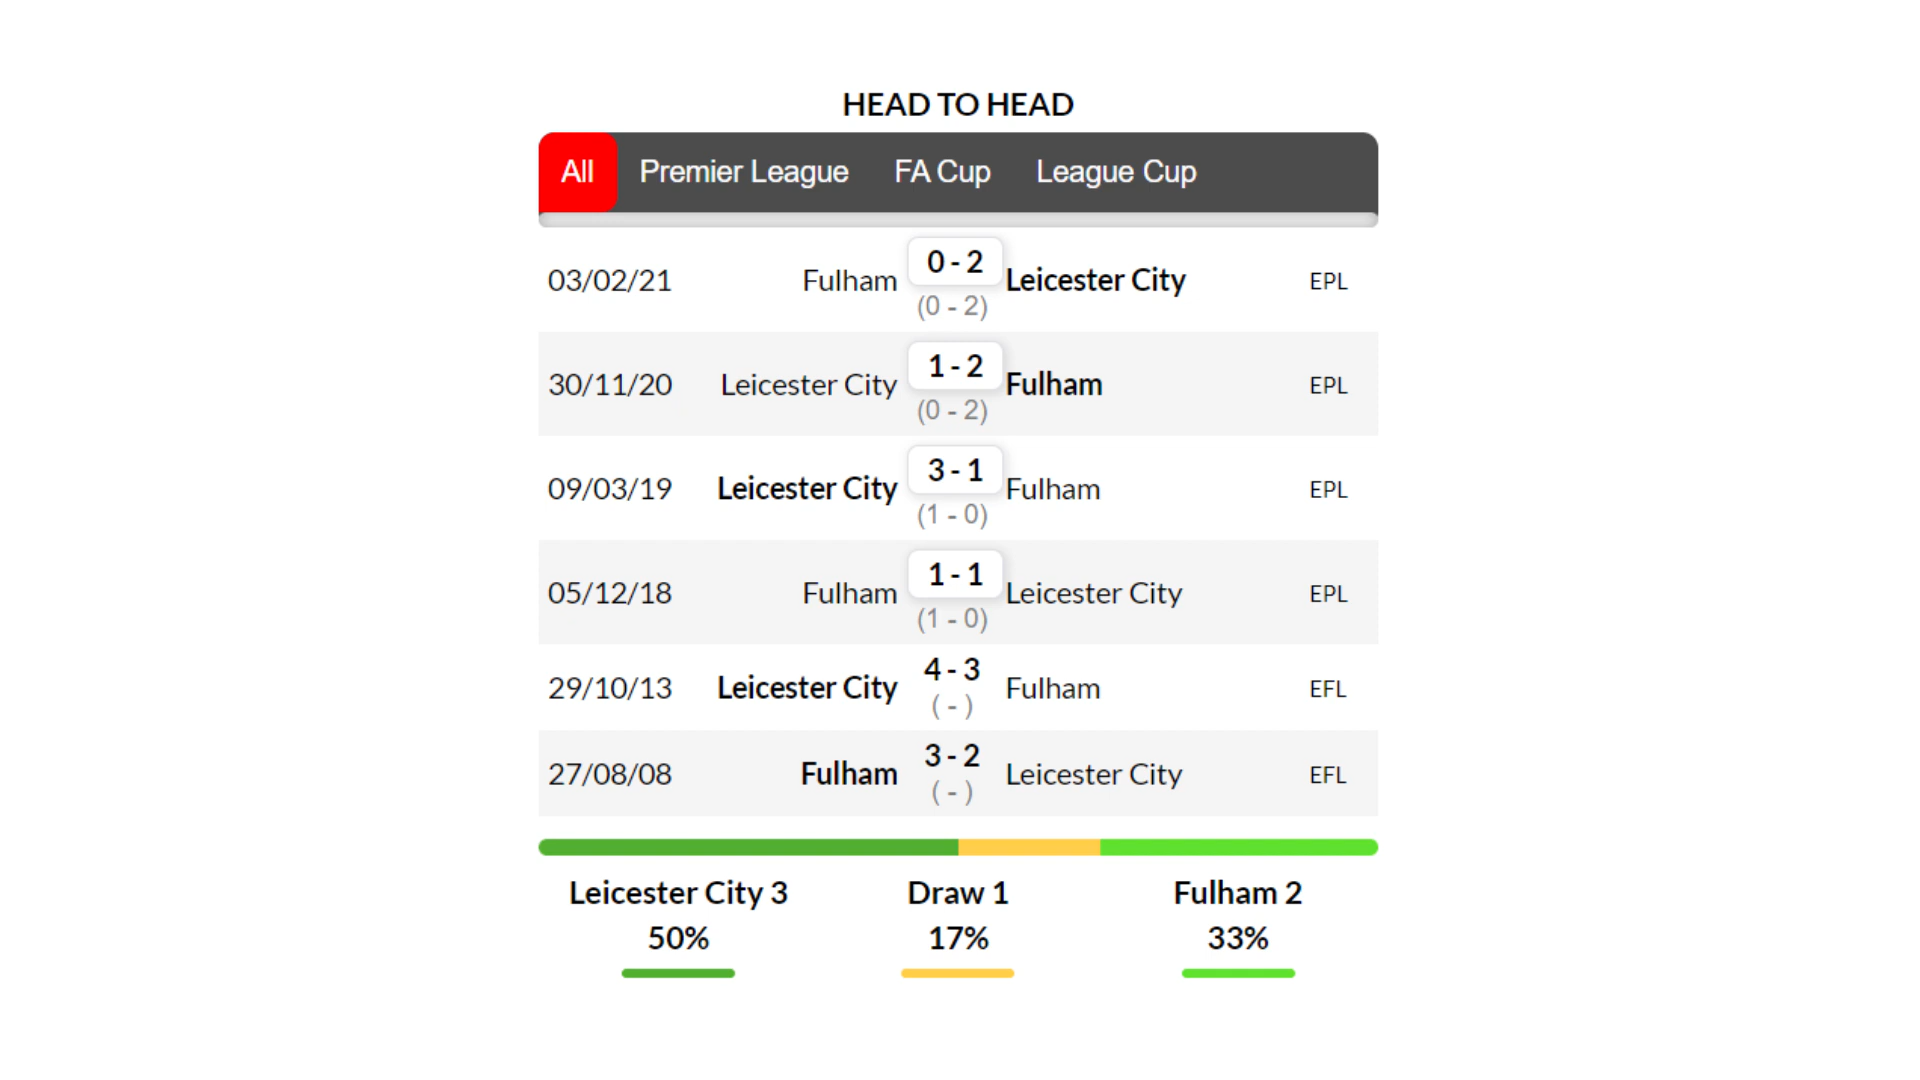 HEAD TO HEAD
All Premier League FA Cup League Cup
03/02/21 Fulham 0 - 2 Leicester City EPL
(0 - 2)
30/11/20 Leicester City 1 - 2 Fulham EPL
(0 - 2)
09/03/19 Leicester City 3 - 1 Fulham EPL
(1 - 0)
05/12/18 Fulham 1 - 1 Leicester City EPL
(1 - 0)
29/10/13 Leicester City 4 - 3 Fulham EFL
( - )
27/08/08 Fulham 3 - 2 Leicester City EFL
( - )
Leicester City 3 Draw 1 Fulham 2
50% 17% 33%